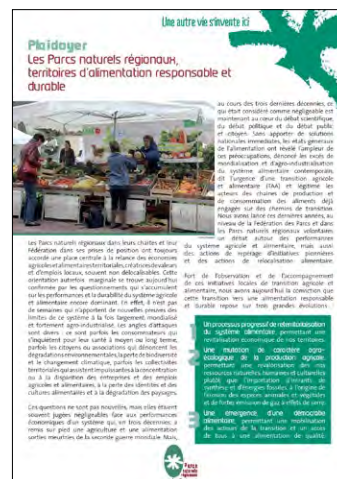 Une autre vie s'invente ici
Plaidoyer
Les Parcs naturels régionaux,
territoires d'alimentation responsable et
durable
au cours des trois dernières décennies, ce
qui était considéré comme négligeable est
maintenant au cœur du débat scientifique,
du débat politique et du débat public
et citoyen. Sans apporter de solutions
nationales immédiates, les états généraux
de l'alimentation ont révélé l'ampleur de
ces préoccupations, dénoncé les excès de
mondialisation et d'agro-industrialisation
du système alimentaire contemporain,
dit l'urgence d'une transition agricole
et alimentaire (TAA) et légitimé les
acteurs des chaines de production et
de consommation des aliments déjà
engagés sur des chemins de transition.
Nous avons lancé ces dernières années, au
niveau de la Fédération des Parcs et dans
les Parcs naturels régionaux volontaires
un débat autour des performances
du système agricole et alimentaire, mais aussi
des actions de repérage d'initiatives pionnières
et des actions de relocalisation alimentaire.
Fort de l'observation et de l'accompagnement
de ces initiatives locales de transition agricole et
alimentaire, nous avons aujourd'hui la conviction que
cette transition vers une alimentation responsable
et durable repose sur trois grandes évolutions :
Les Parcs naturels régionaux dans leurs chartes et leur
Fédération dans ses prises de position ont toujours
accordé une place centrale à la relance des économies
agricoles et alimentaires territoriales, créatrices de valeurs
et d'emplois locaux, souvent non délocalisables. Cette
orientation autrefois marginale se trouve aujourd'hui
confirmée par les questionnements qui s'accumulent
sur les performances et la durabilité du système agricole
et alimentaire encore dominant. En effet, il n'est pas
de semaines qui n'apportent de nouvelles preuves des
limites de ce système à la fois largement mondialisé
et fortement agro-industrialisé. Les angles d'attaques
sont divers : ce sont parfois les consommateurs qui
s'inquiètent pour leur santé à moyen ou long terme,
parfois les citoyens ou associations qui dénoncent les
dégradations environnementales, la perte de biodiversité
et le changement climatique, parfois les collectivités
territoriales qui assistent impuissantes à la concentration
ou à la disparition des entreprises et des emplois
agricoles et alimentaires, à la perte des identités et des
cultures alimentaires et à la dégradation des paysages.
Ces questions ne sont pas nouvelles, mais elles étaient
souvent jugées négligeables face aux performances
économiques d'un système qui, en trois décennies, a
remis sur pied une agriculture et une alimentation
sorties meurtries de la seconde guerre mondiale. Mais,
1 Un processus progressif de reterritorialisation
du système alimentaire, permettant une
revitalisation économique de nos territoires.
2 Une mutation de caractère agro-
écologique de la production agricole,
permettant une revalorisation des nos
ressources naturelles, humaines et culturelles
plutôt que l'importation d'intrants de
synthèse et d'énergies fossiles, à l'origine de
l'érosion des espèces animales et végétales
et de fortes émissions de gaz à effets de serre.
3 Une émergence d'une démocratie
alimentaire, permettant une mobilisation
des acteurs de la transition et un accès
de tous à une alimentation de qualité.
Parcs
naturels
régionaux